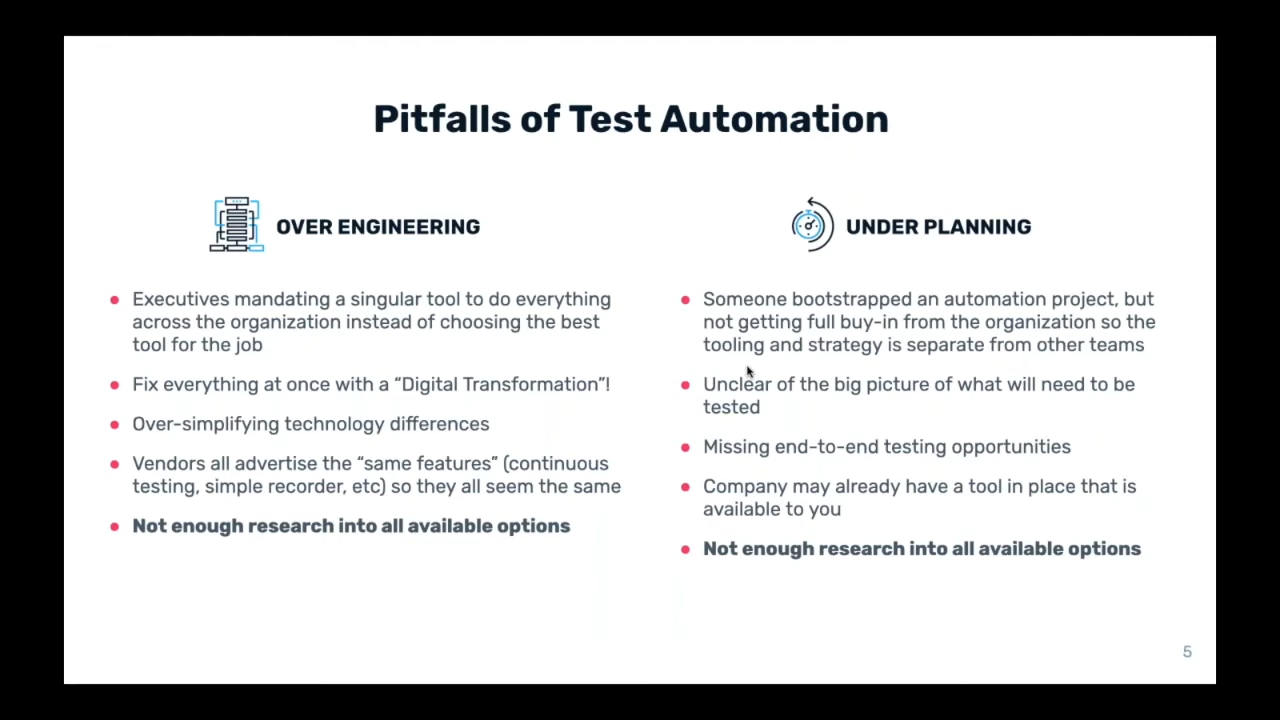 Pitfalls of Test Automation
OVER ENGINEERING
Executives mandating a singular tool to do everything
across the organization instead of choosing the best
tool for the job
Fix everything at once with a “Digital Transformation”!
Over-simplifying technology differences
Vendors all advertise the “same features” (continuous
testing, simple recorder, etc) so they all seem the same
Not enough research into all available options
UNDER PLANNING
Someone bootstrapped an automation project, but
not getting full buy-in from the organization so the
tooling and strategy is separate from other teams
Unclear of the big picture of what will need to be
tested
Missing end-to-end testing opportunities
Company may already have a tool in place that is
available to you
Not enough research into all available options
5